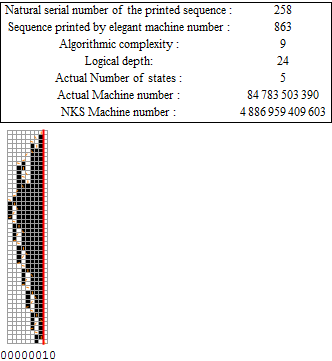 Natural serial number of the printed sequence : 258
Sequence printed by elegant machine number : 863
Algorithmic complexity : 9
Logical depth: 24
Actual Number of states : 5
Actual Machine number : 84 783 503 390
NKS Machine number : 4 886 959 409 603
00000010